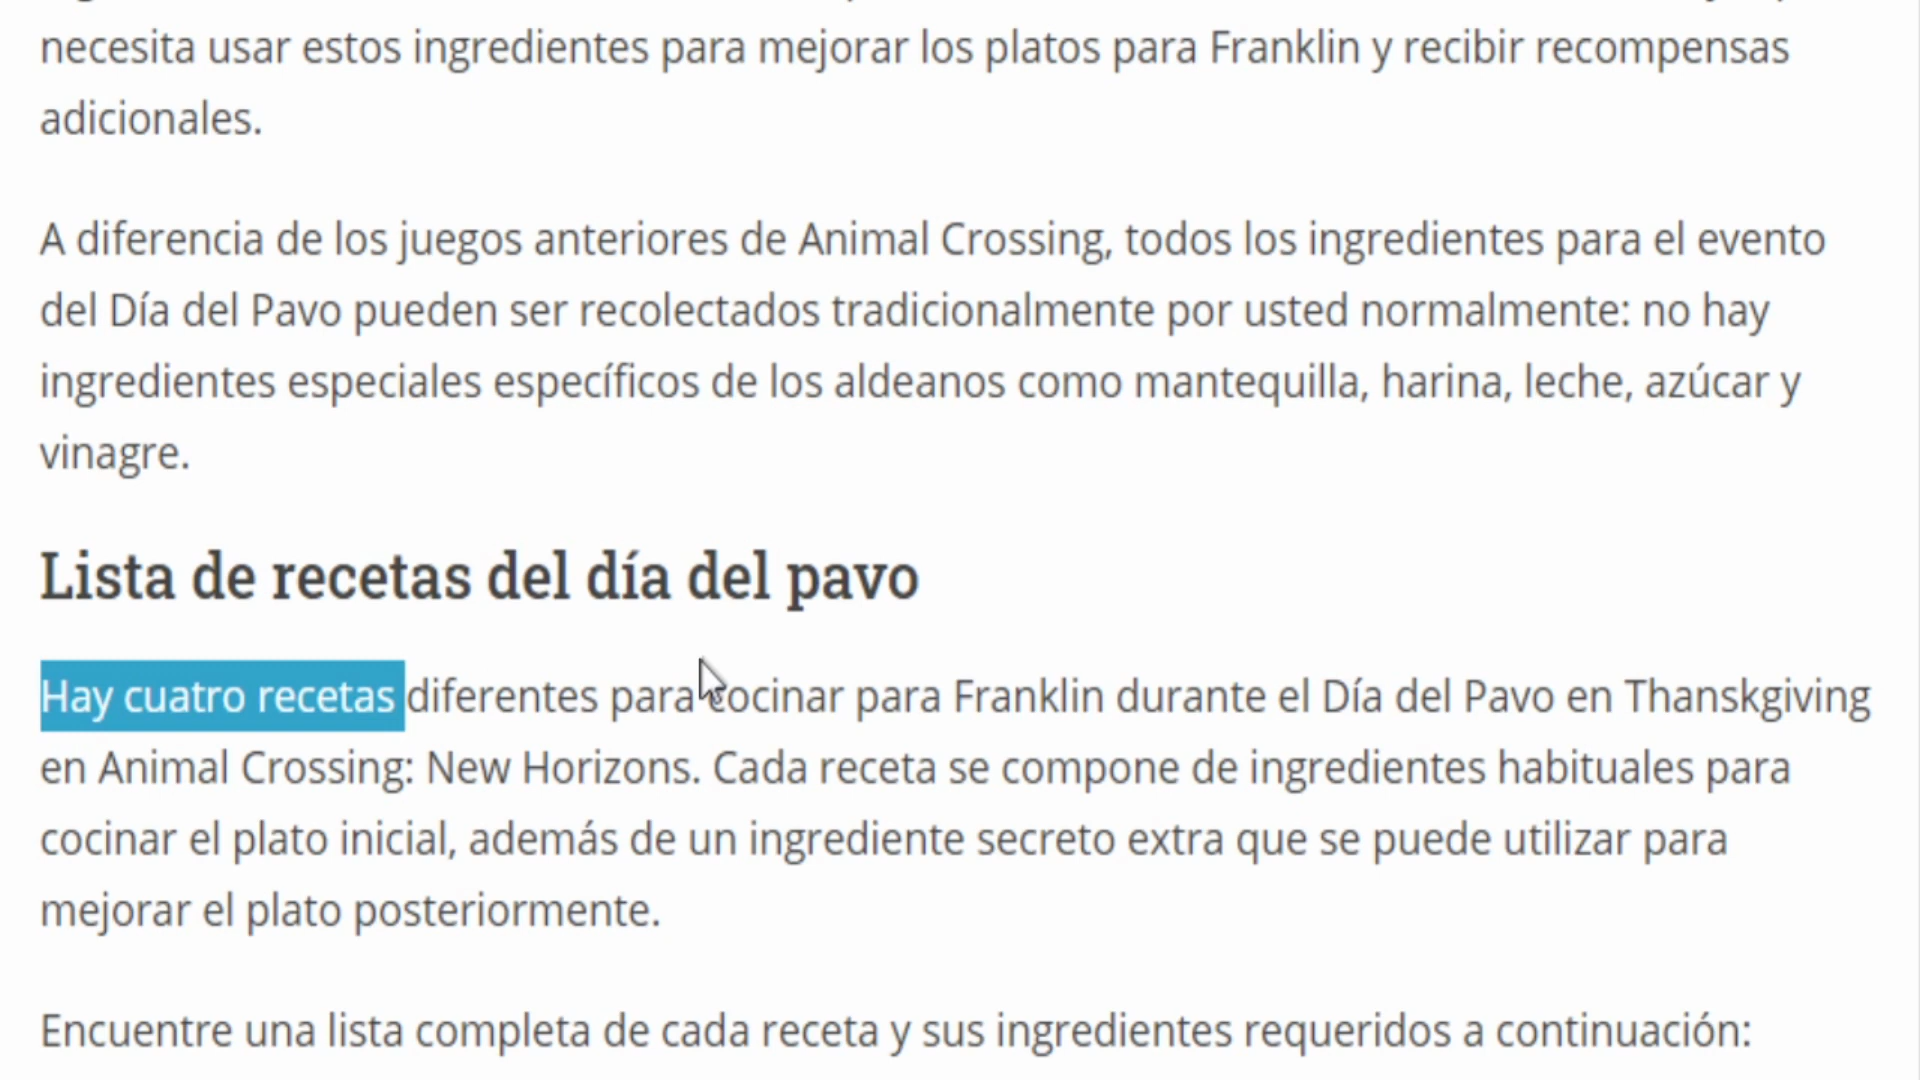 necesita usar estos ingredientes para mejorar los platos para Franklin y recibir recompensas
adicionales.
A diferencia de los juegos anteriores de Animal Crossing, todos los ingredientes para el evento
del Día del Pavo pueden ser recolectados tradicionalmente por usted normalmente: no hay
ingredientes especiales específicos de los aldeanos como mantequilla, harina, leche, azúcar y
vinagre.
Lista de recetas del día del pavo
Hay cuatro recetas diferentes para cocinar para Franklin durante el Día del Pavo en Thanskgiving
en Animal Crossing: New Horizons. Cada receta se compone de ingredientes habituales para
cocinar el plato inicial, además de un ingrediente secreto extra que se puede utilizar para
mejorar el plato posteriormente.
Encuentre una lista completa de cada receta y sus ingredientes requeridos a continuación: